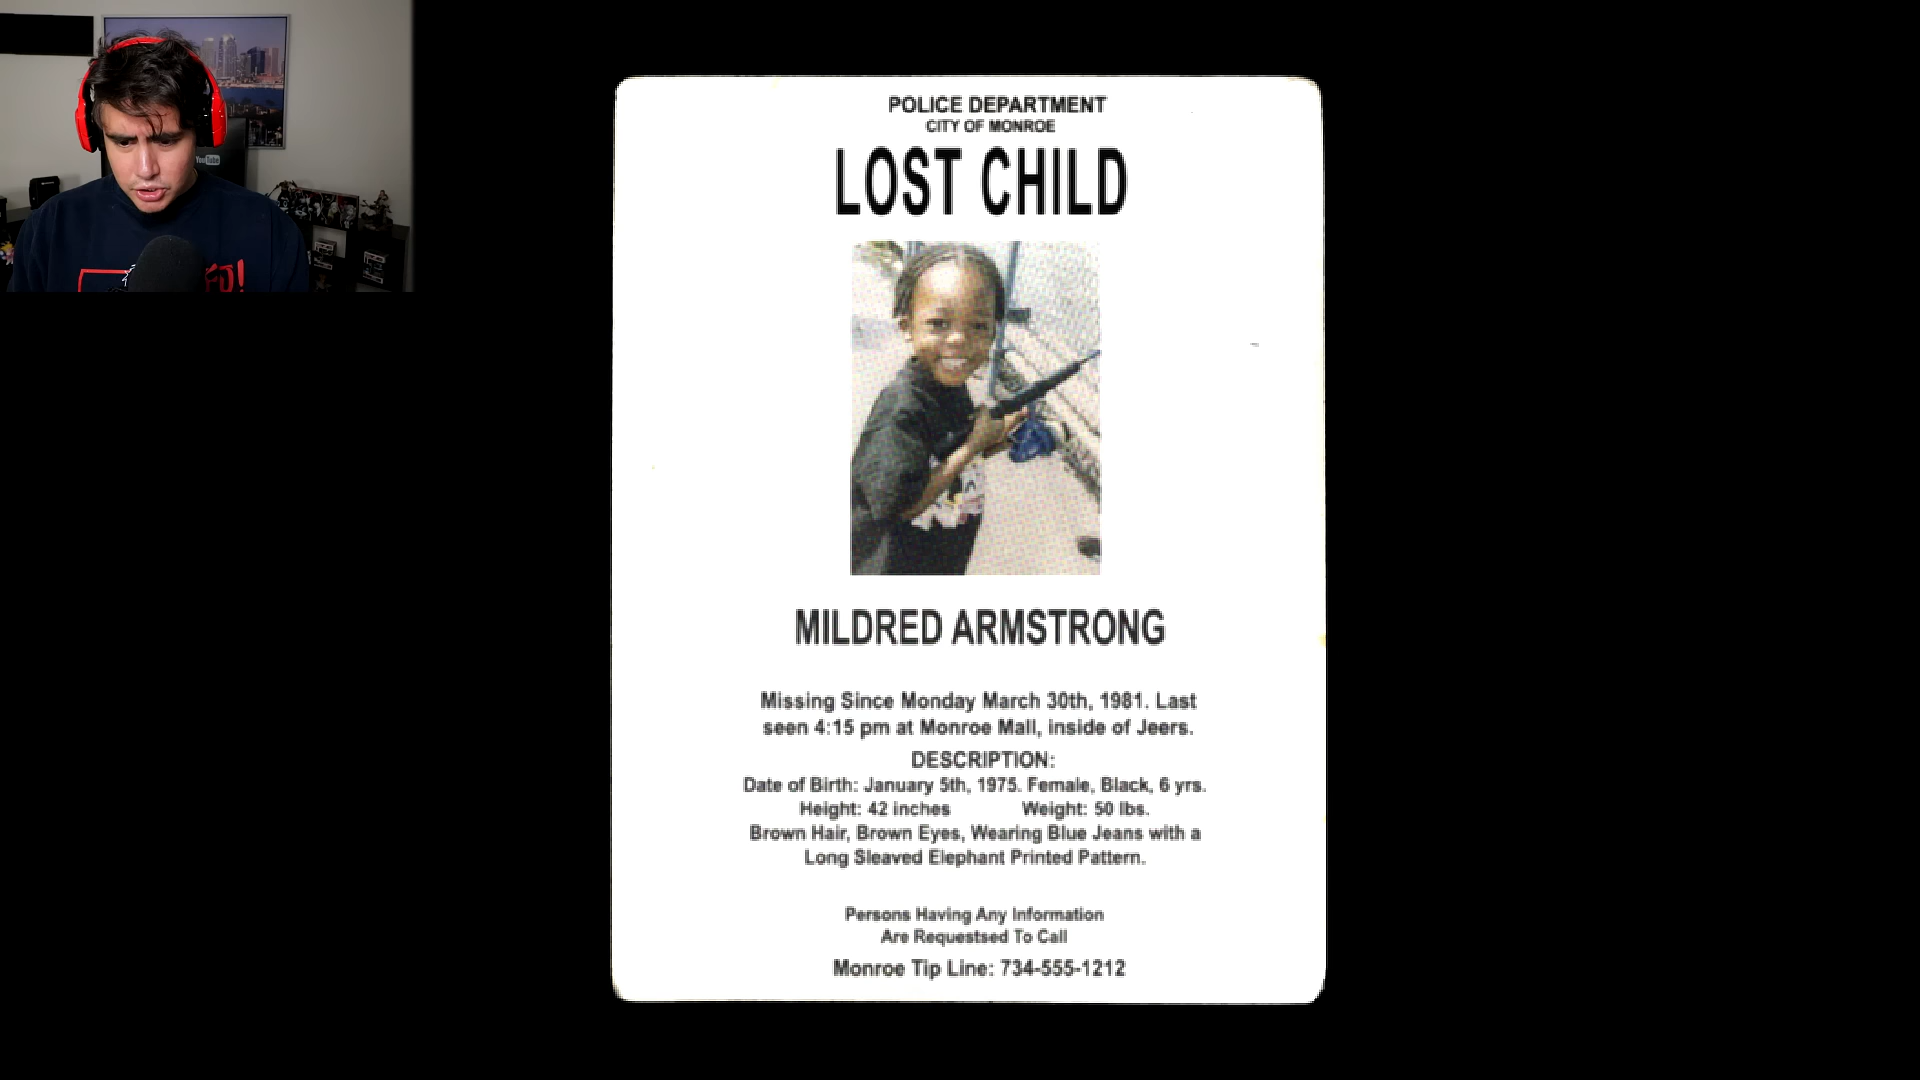 YouTube
POLICE DEPARTMENT
CITY OF MONROE
LOST CHILD
MILDRED ARMSTRONG
Missing Since Monday March 30th, 1981. Last
seen 4:15 pm at Monroe Mall, inside of Jeers.
DESCRIPTION:
Date of Birth: January 5th, 1975. Female, Black, 6 yrs.
Height: 42 inches Weight: 50 lbs.
Brown Hair, Brown Eyes, Wearing Blue Jeans with a
Long Sleaved Elephant Printed Pattern.
Persons Having Any Information
Are Requestsed To Call
Monroe Tip Line: 734-555-1212